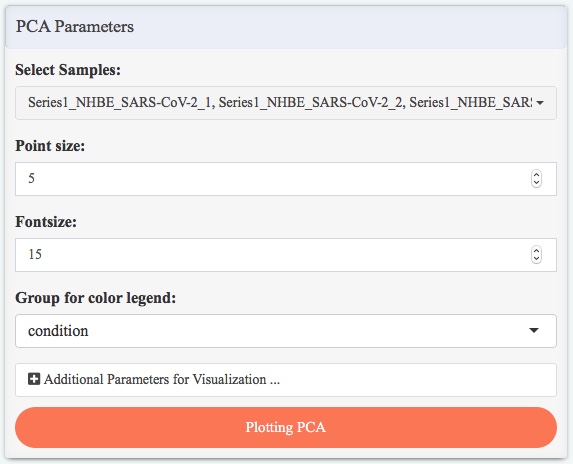 PCA Parameters
Select Samples:
Series1_NHBE_SARS-CoV-2_1, Series1_NHBE_SARS-CoV-2_2, Series1_NHBE_SAR
Point size:
5
Fontsize:
15
Group for color legend:
condition
Additional Parameters for Visualization ...
Plotting PCA